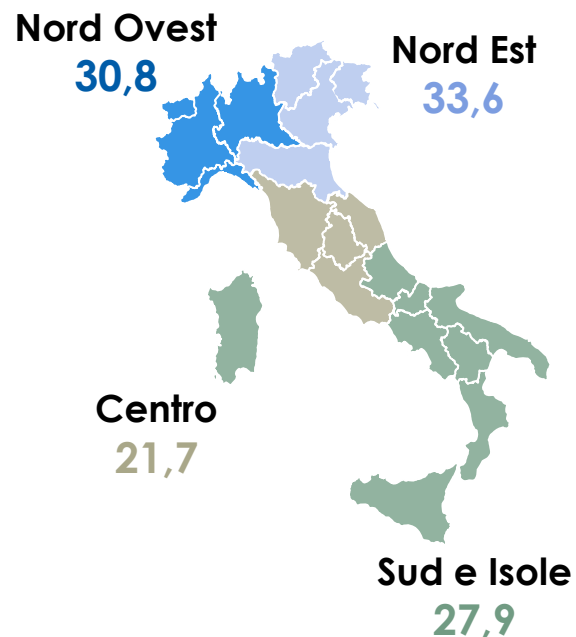 Nord Ovest
30,8
Nord Est
33,6
Centro
21,7
Sud e Isole
27,9